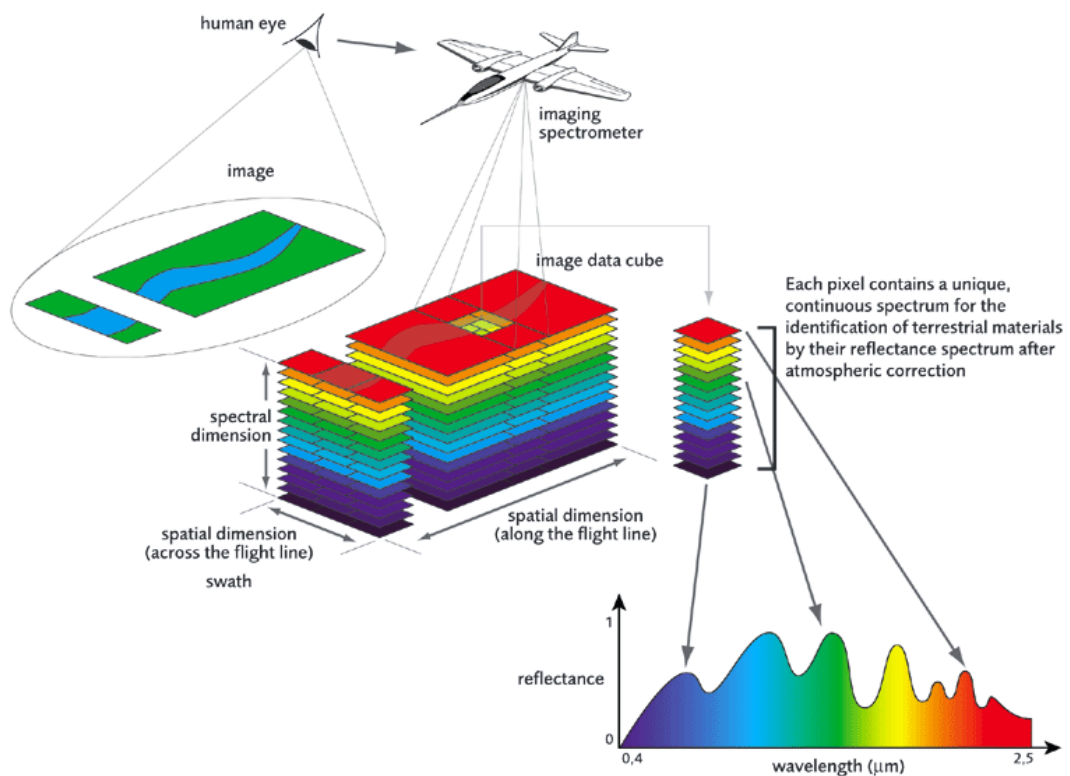 human eye
imaging
spectrometer
image
image data cube
Each pixel contains a unique,
continuous spectrum for the
identification of terrestrial materials
by their reflectance spectrum after
atmospheric correction
spectral
dimension
spatial dimension
(across the flight line)
swath
spatial dimension
(along the flight line)
1
reflectance
0
0,4
wavelength (μm)
2,5